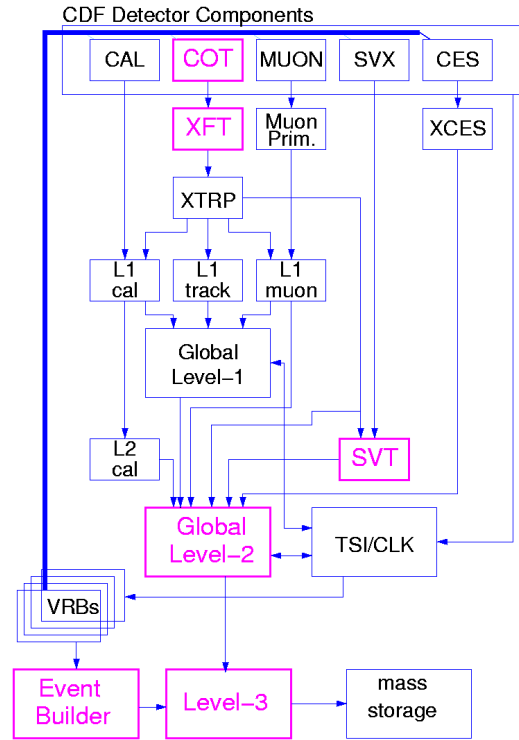 CDF Detector Components
CAL
COT
MUON
SVX
CES
XFT
Muon
Prim.
XCES
XTRP
L1
cal
L1
track
L1
muon
Global
Level-1
L2
cal
SVT
Global
Level-2
TSI/CLK
VRBs
Event
Builder
Level-3
mass
storage